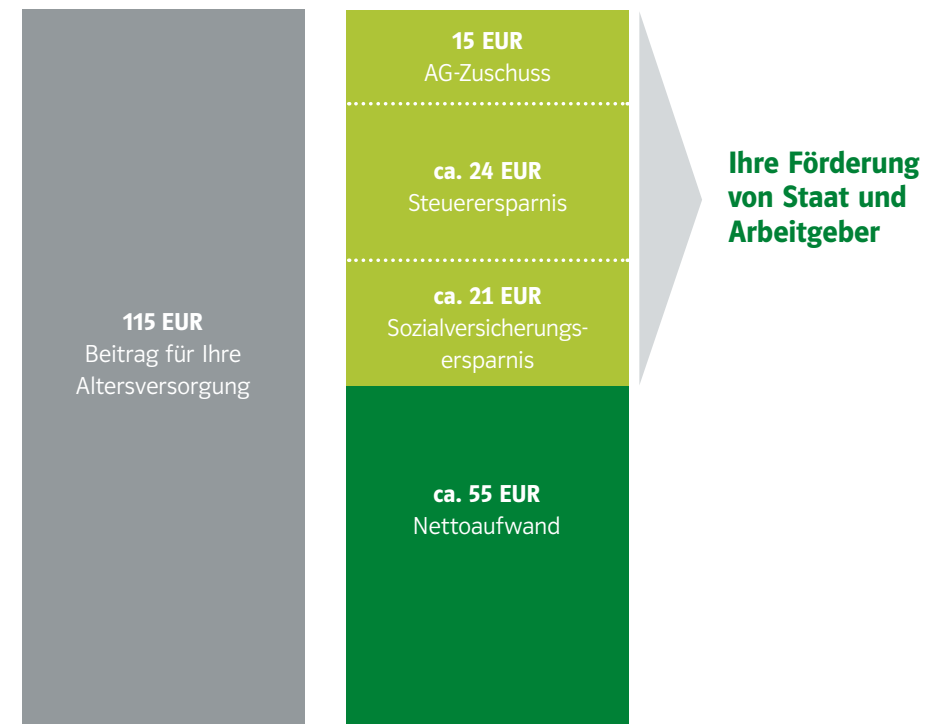 115 EUR
Beitrag für Ihre
Altersversorgung
15 EUR
AG-Zuschuss
ca. 24 EUR
Steuerersparnis
ca. 21 EUR
Sozialversicherungs-
ersparnis
ca. 55 EUR
Nettoaufwand
Ihre Förderung
von Staat und
Arbeitgeber